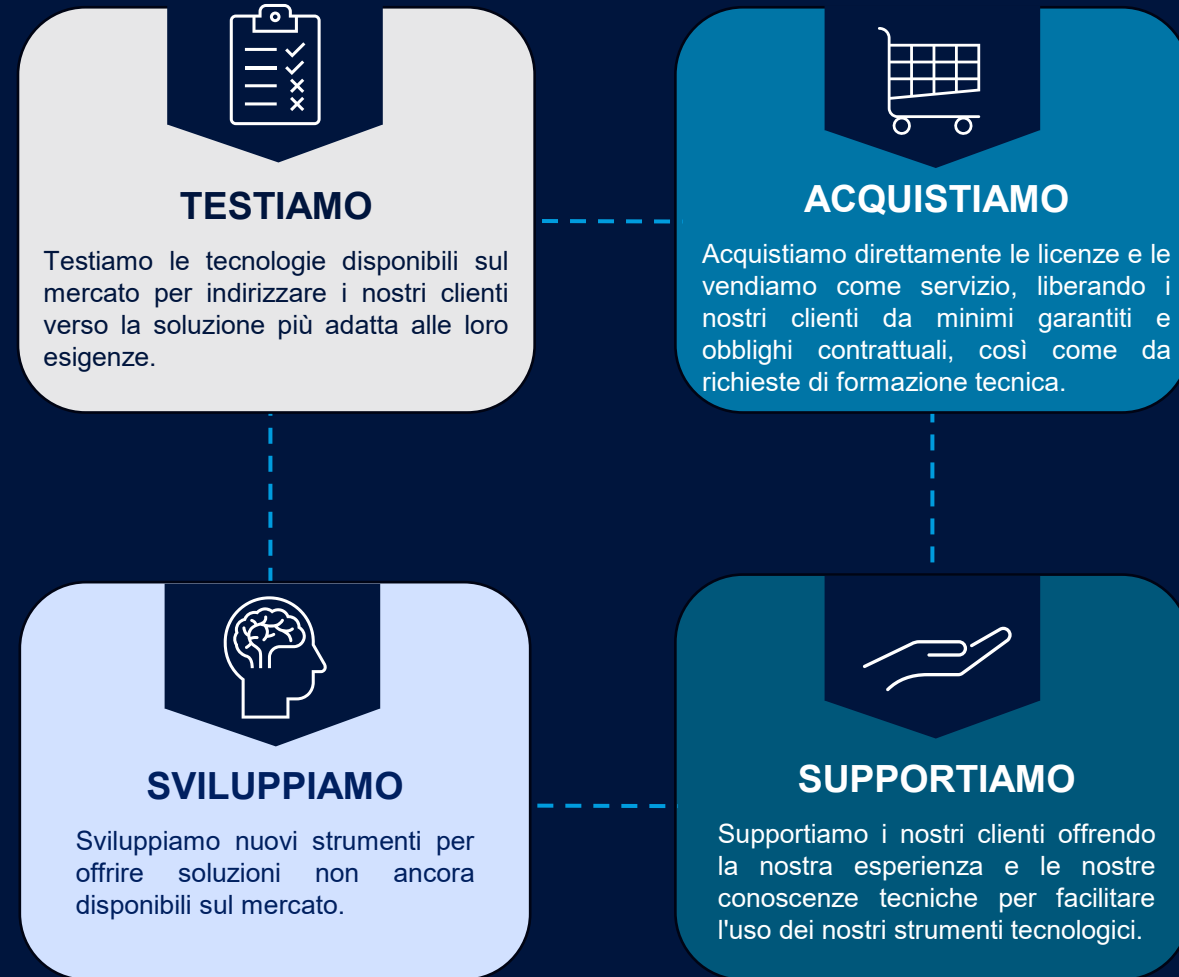 TESTIAMO
Testiamo le tecnologie disponibili sul
mercato per indirizzare i nostri clienti
verso la soluzione più adatta alle loro
esigenze.
ACQUISTIAMO
Acquistiamo direttamente le licenze e le
vendiamo come servizio, liberando i
nostri clienti da minimi garantiti e
obblighi contrattuali, così come da
richieste di formazione tecnica.
SVILUPPIAMO
Sviluppiamo nuovi strumenti per
offrire soluzioni non ancora
disponibili sul mercato.
SUPPORTIAMO
Supportiamo i nostri clienti offrendo
la nostra esperienza e le nostre
conoscenze tecniche per facilitare
l'uso dei nostri strumenti tecnologici.